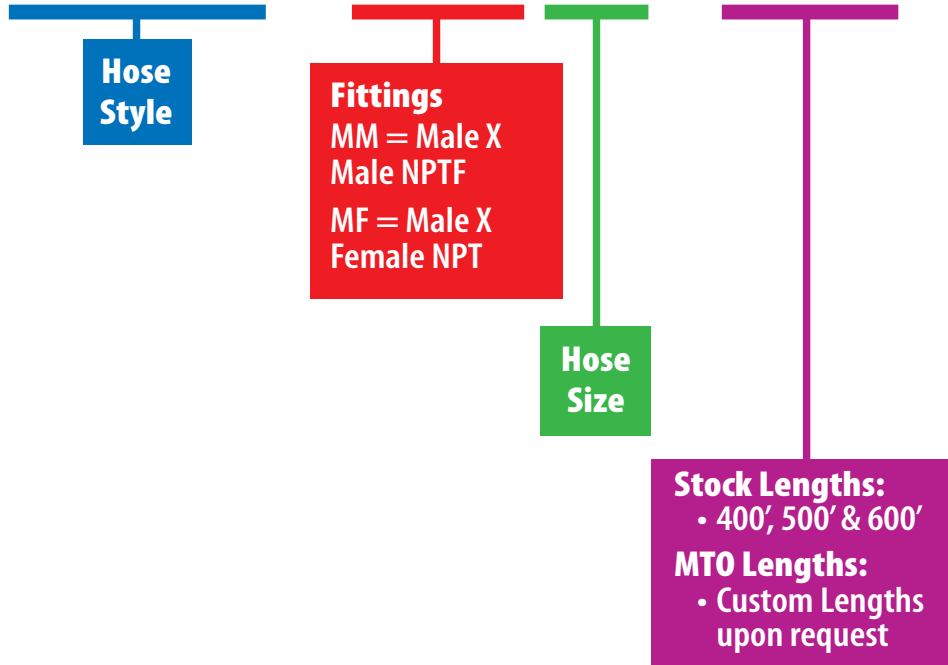 Hose
Style
Fittings
MM = Male X
Male NPTF
MF = Male X
Female NPT
Hose
Size
Stock Lengths:
• 400’, 500’ & 600’
MTO Lengths:
• Custom Lengths
upon request